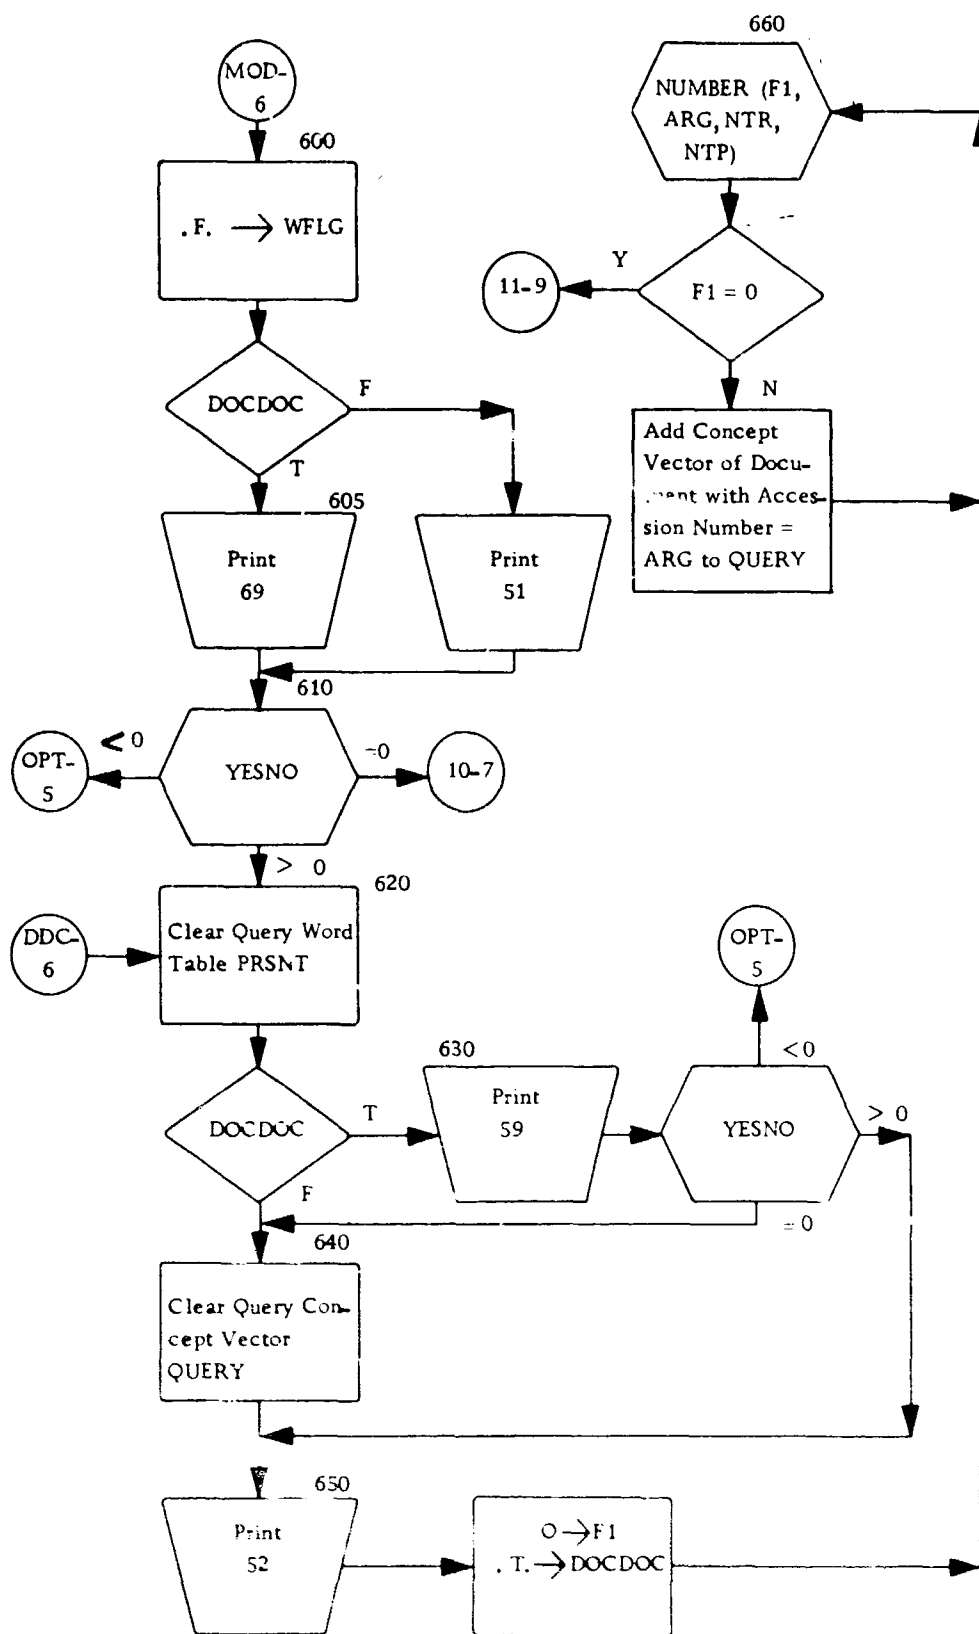 MOD-
6
600
.F. → WFLG
DOCDOC
F
T
605
Print
69
Print
51
610
< 0
OPT-
5
YESNO
=0
10-7
> 0
620
DDC-
6
Clear Query Word
Table PRSNT
DOCDOC
T
F
630
Print
59
OPT-
5
<0
YESNO
> 0
=0
640
Clear Query Con-
cept Vector
QUERY
650
Print
52
O → F1
.T. → DOCDOC
660
NUMBER (F1,
ARG, NTR,
NTP)
Y
11-9
F1 = 0
N
Add Concept
Vector of Docu-
ment with Acces-
sion Number =
ARG to QUERY